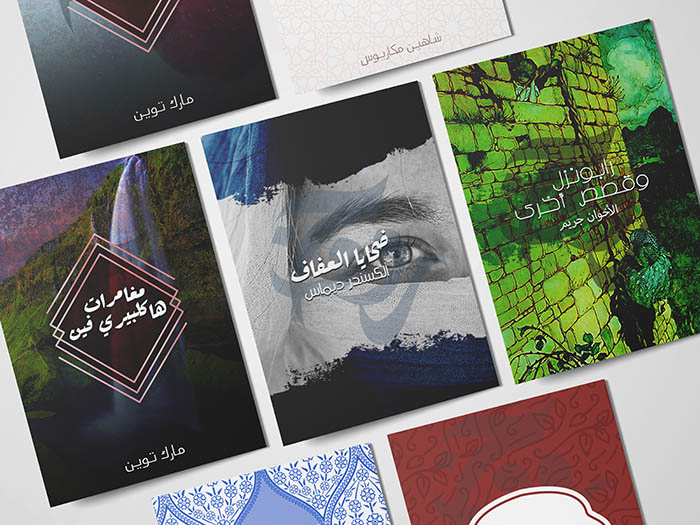 مارك توين
شاهين مكاريوس
رابونزل
وقصص أخرى
الأخوان جريم
ضحايا العفاف
ألكسندر ديماس
مغامرات
هاكلبيري فين
مارك توين